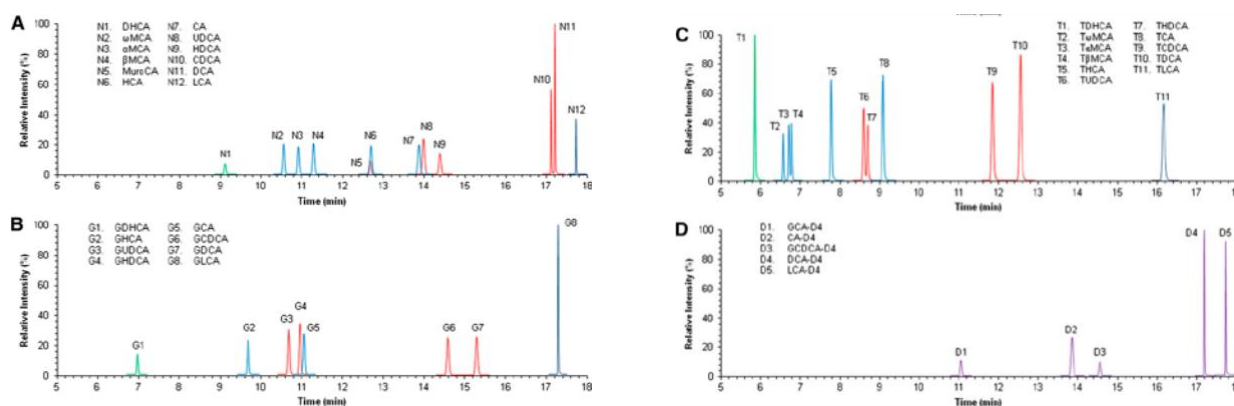 A
N1. DHCA N7. CA
N2. ωMCA N8. UDCA
N3. αMCA N9. HDCA
N4. βMCA N10. CDCA
N5. MuroCA N11. DCA
N6. HCA N12. LCA
Relative Intensity (%)
100
80
60
40
20
0
N1
N2
N3
N4
N5
N6
N7
N8
N9
N10
N11
N12
5 6 7 8 9 10 11 12 13 14 15 16 17 18
Time (min)
B
G1. GDHCA G5. GCA
G2. GHCA G6. GCDCA
G3. GUDCA G7. GDCA
G4. GHDCA G8. GLCA
Relative Intensity (%)
100
80
60
40
20
0
G1
G2
G3
G4
G5
G6
G7
G8
5 6 7 8 9 10 11 12 13 14 15 16 17 18
Time (min)
C
T1. TDHCA T7. THDCA
T2. TωMCA T8. TCA
T3. TαMCA T9. TCDCA
T4. TβMCA T10. TDCA
T5. THCA T11. TLCA
T6. TUDCA
Relative Intensity (%)
100
80
60
40
20
0
T1
T2
T3
T4
T5
T6
T7
T8
T9
T10
T11
5 6 7 8 9 10 11 12 13 14 15 16 17
Time (min)
D
D1. GCA-D4
D2. CA-D4
D3. GCDCA-D4
D4. DCA-D4
D5. LCA-D4
Relative Intensity (%)
100
80
60
40
20
0
D1
D2
D3
D4
D5
5 6 7 8 9 10 11 12 13 14 15 16 17
Time (min)